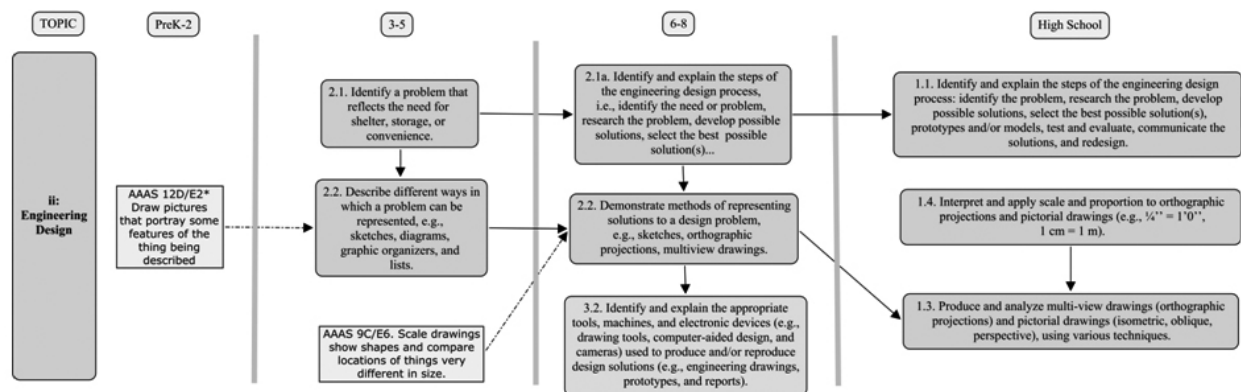 TOPIC
PreK-2
3-5
6-8
High School
ii:
Engineering
Design
AAAS 12D/E2*
Draw pictures
that portray some
features of the
thing being
described
2.1. Identify a problem that
reflects the need for
shelter, storage, or
convenience.
2.2. Describe different ways in
which a problem can be
represented, e.g.,
sketches, diagrams,
graphic organizers, and
lists.
AAAS 9C/E6. Scale drawings
show shapes and compare
locations of things very
different in size.
2.1a. Identify and explain the steps of
the engineering design process,
i.e., identify the need or problem,
research the problem, develop possible
solutions, select the best possible
solution(s)...
2.2. Demonstrate methods of representing
solutions to a design problem,
e.g., sketches, orthographic
projections, multiview drawings.
3.2. Identify and explain the appropriate
tools, machines, and electronic devices (e.g.,
drawing tools, computer-aided design, and
cameras) used to produce and/or reproduce
design solutions (e.g., engineering drawings,
prototypes, and reports).
1.1. Identify and explain the steps of the engineering design
process: identify the problem, research the problem, develop
possible solutions, select the best possible solution(s),
prototypes and/or models, test and evaluate, communicate the
solutions, and redesign.
1.4. Interpret and apply scale and proportion to orthographic
projections and pictorial drawings (e.g., ¼’’ = 1’0’’,
1 cm = 1 m).
1.3. Produce and analyze multi-view drawings (orthographic
projections) and pictorial drawings (isometric, oblique,
perspective), using various techniques.